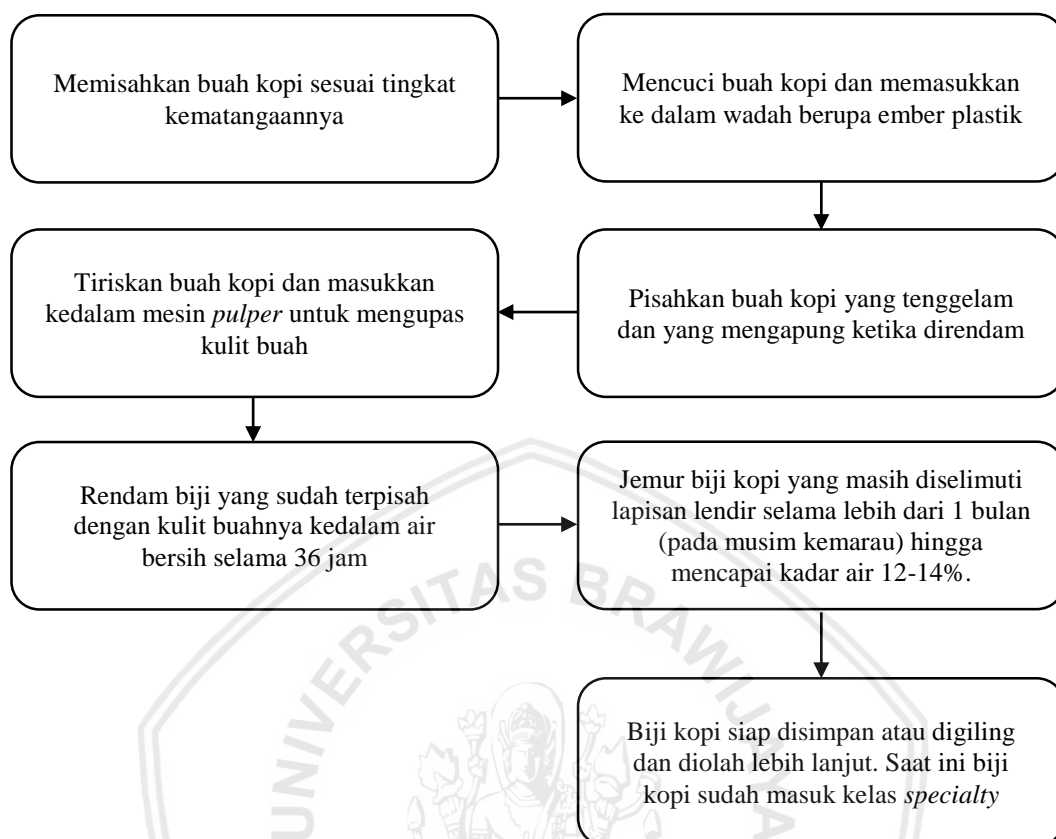 Memisahkan buah kopi sesuai tingkat
kematangaannya
Mencuci buah kopi dan memasukkan
ke dalam wadah berupa ember plastik
Pisahkan buah kopi yang tenggelam
dan yang mengapung ketika direndam
Tiriskan buah kopi dan masukkan
kedalam mesin pulper untuk mengupas
kulit buah
Rendam biji yang sudah terpisah
dengan kulit buahnya kedalam air
bersih selama 36 jam
Jemur biji kopi yang masih diselimuti
lapisan lendir selama lebih dari 1 bulan
(pada musim kemarau) hingga
mencapai kadar air 12-14%.
Biji kopi siap disimpan atau digiling
dan diolah lebih lanjut. Saat ini biji
kopi sudah masuk kelas specialty
UNIVERSITAS BRAWIJAYA